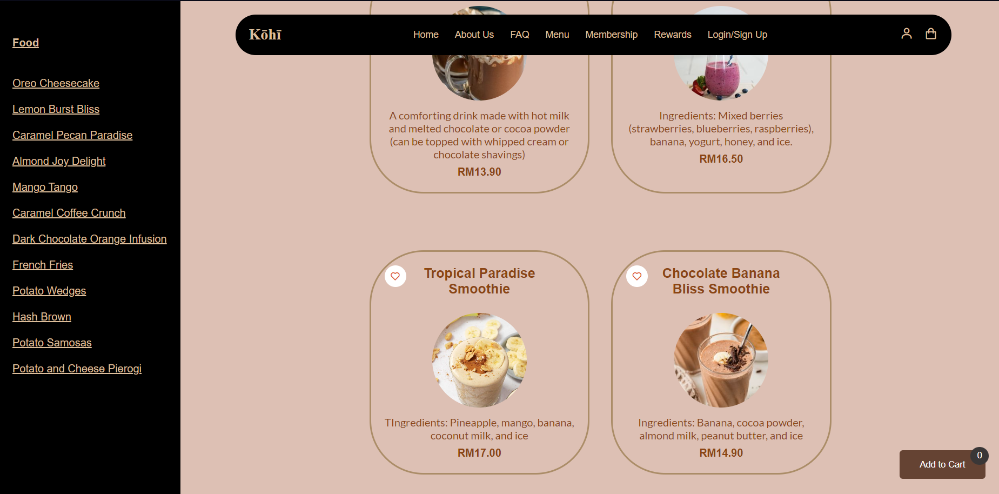 Kōhī
Home
About Us
FAQ
Menu
Membership
Rewards
Login/Sign Up
Food
Oreo Cheesecake
Lemon Burst Bliss
Caramel Pecan Paradise
Almond Joy Delight
Mango Tango
Caramel Coffee Crunch
Dark Chocolate Orange Infusion
French Fries
Potato Wedges
Hash Brown
Potato Samosas
Potato and Cheese Pierogi
A comforting drink made with hot milk
and melted chocolate or cocoa powder
(can be topped with whipped cream or
chocolate shavings)
RM13.90
Ingredients: Mixed berries
(strawberries, blueberries, raspberries),
banana, yogurt, honey, and ice.
RM16.50
Tropical Paradise
Smoothie
TIngredients: Pineapple, mango, banana,
coconut milk, and ice
RM17.00
Chocolate Banana
Bliss Smoothie
Ingredients: Banana, cocoa powder,
almond milk, peanut butter, and ice
RM14.90
Add to Cart
0